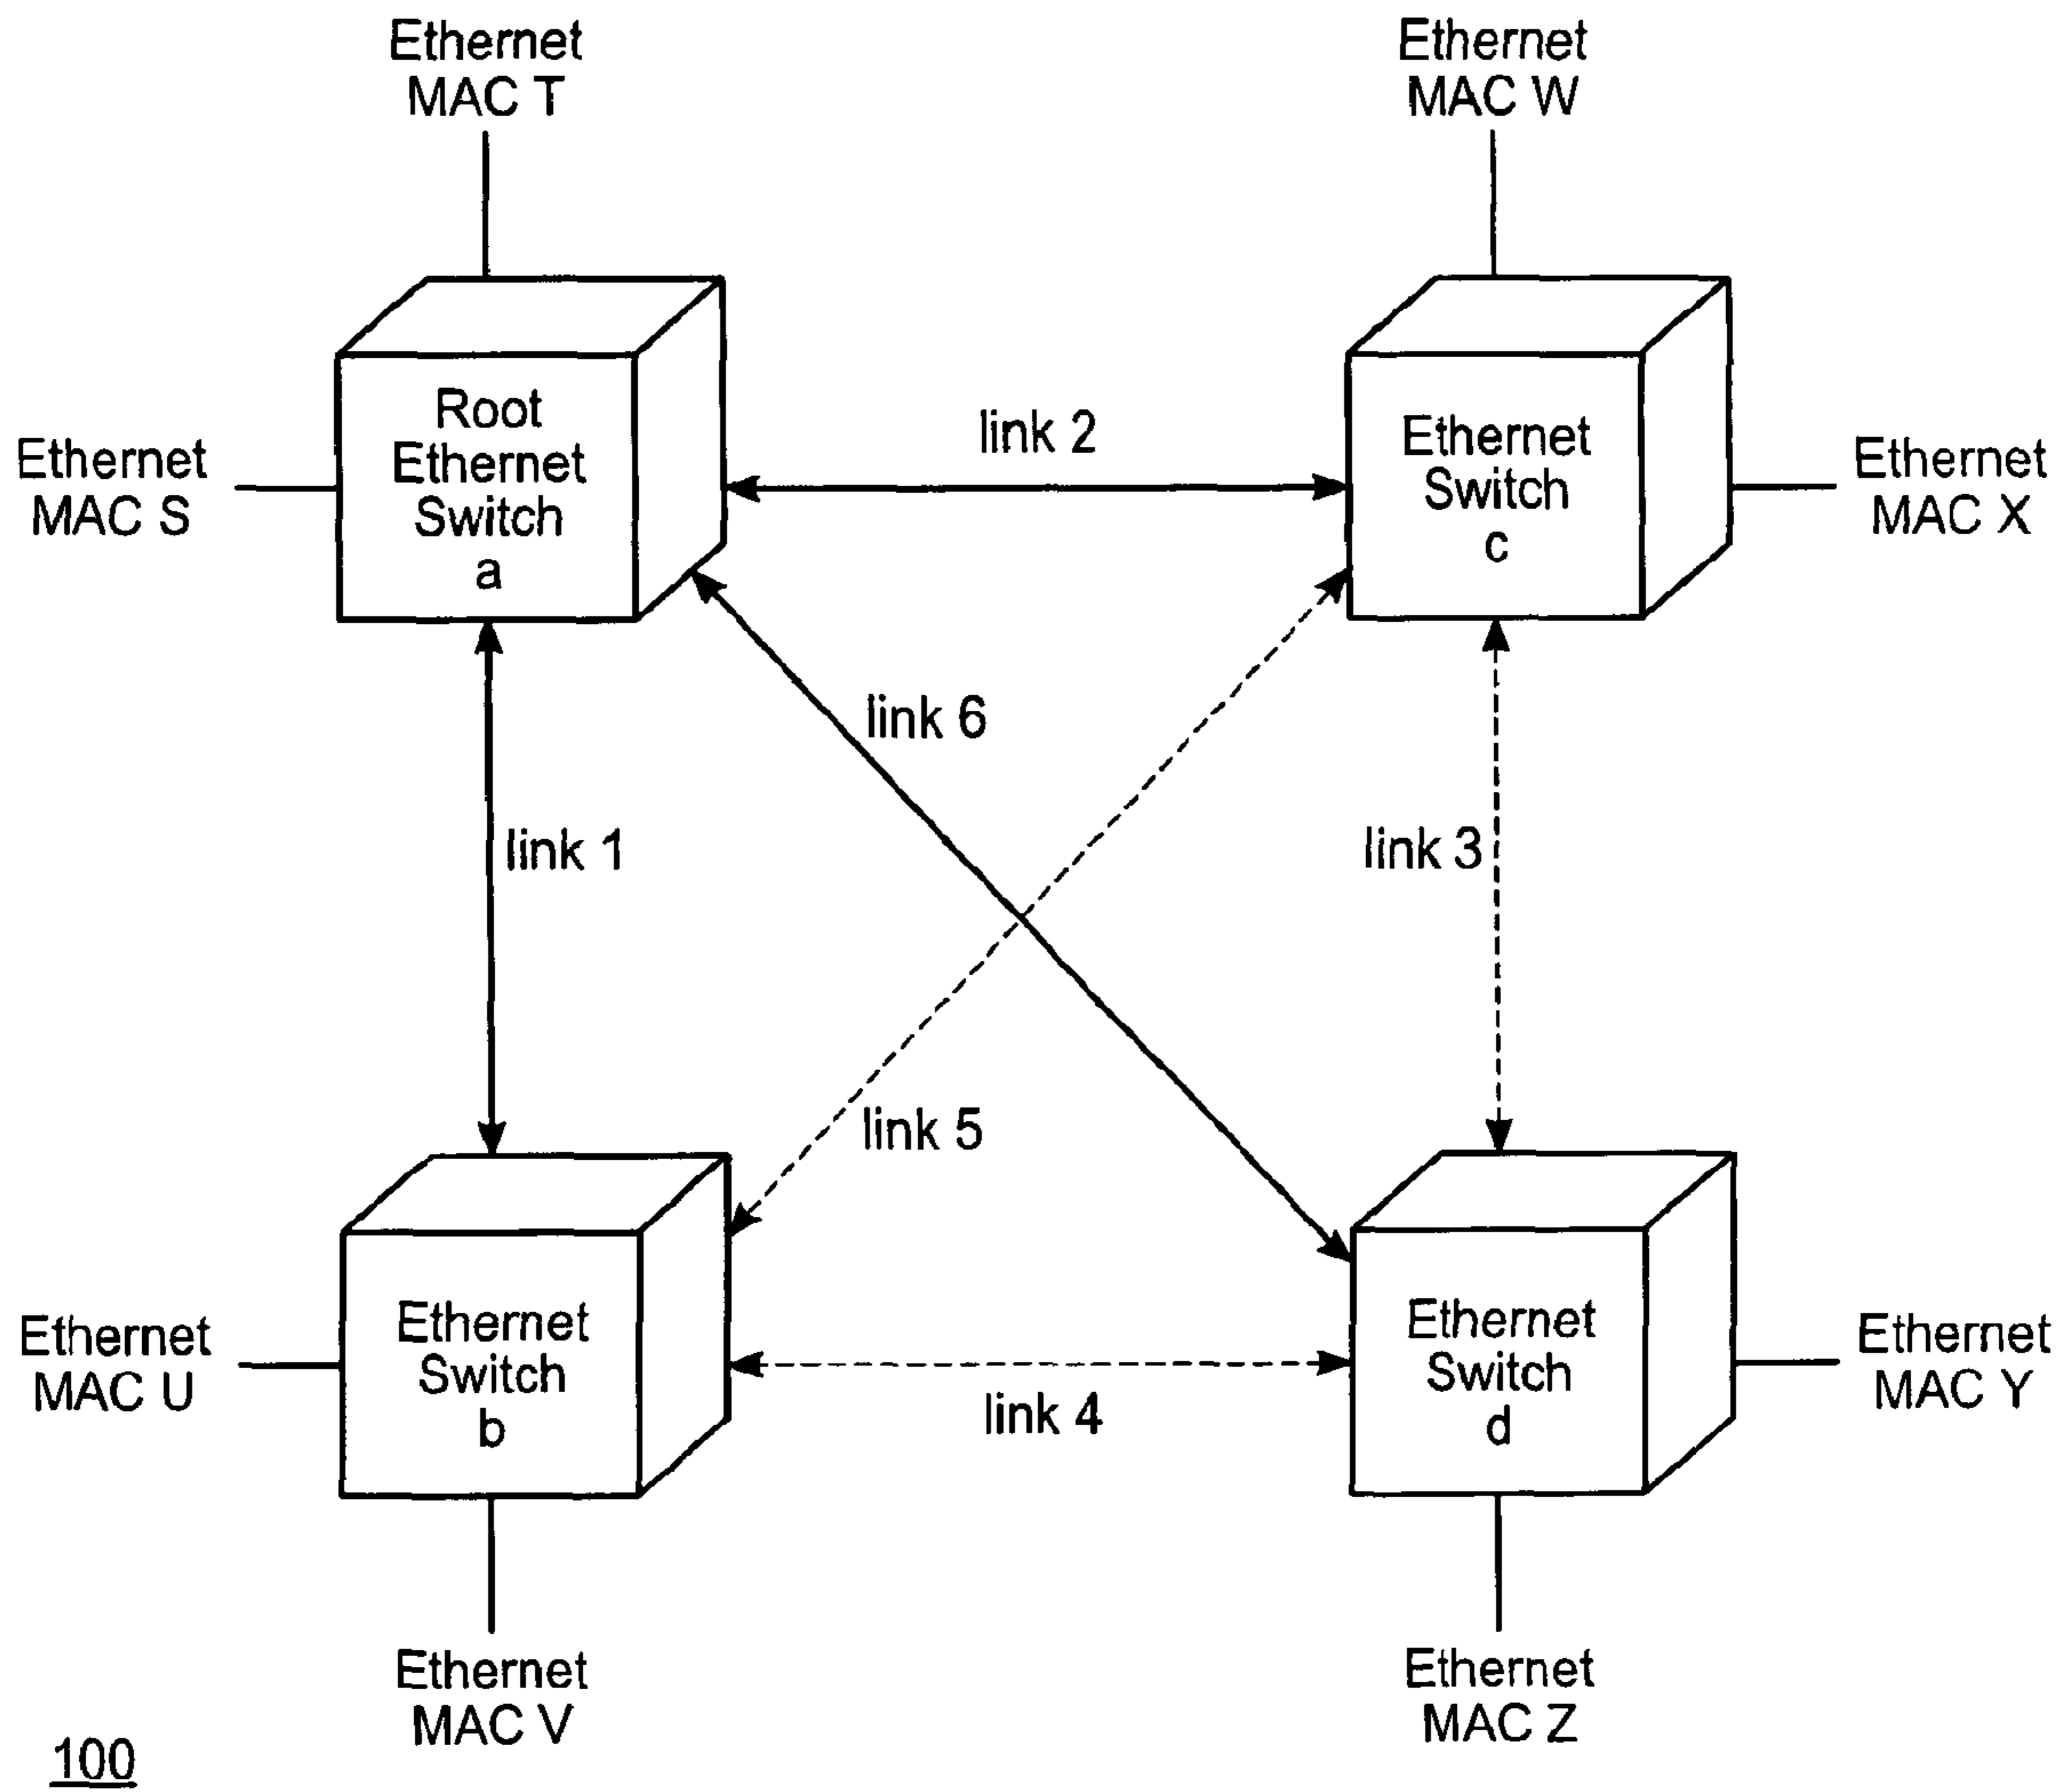 Ethernet
MAC T
Ethernet
MAC W
Root
Ethernet
Switch
a
Ethernet
MAC S
link 2
Ethernet
Switch
c
Ethernet
MAC X
link 6
link 1
link 3
link 5
Ethernet
Switch
b
Ethernet
MAC U
link 4
Ethernet
Switch
d
Ethernet
MAC Y
Ethernet
MAC V
Ethernet
MAC Z
100